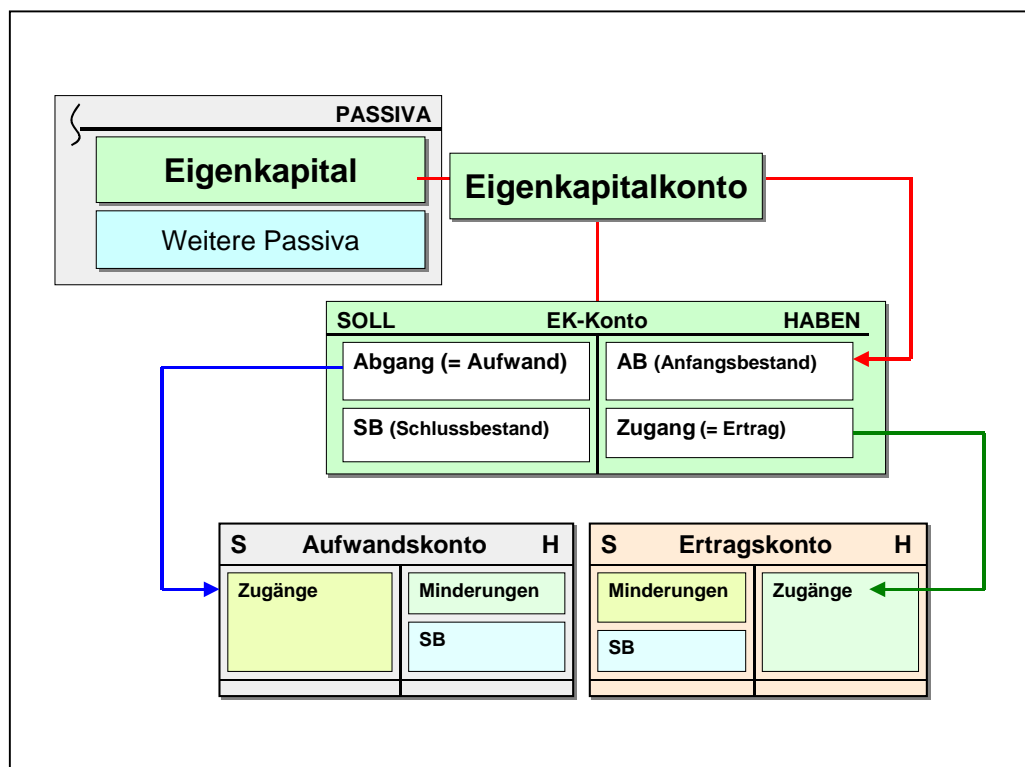 PASSIVA
Eigenkapital
Weitere Passiva
Eigenkapitalkonto
SOLL EK-Konto HABEN
Abgang (= Aufwand)
AB (Anfangsbestand)
SB (Schlussbestand)
Zugang (= Ertrag)
S Aufwandskonto H
Zugänge
Minderungen
SB
S Ertragskonto H
Minderungen
Zugänge
SB